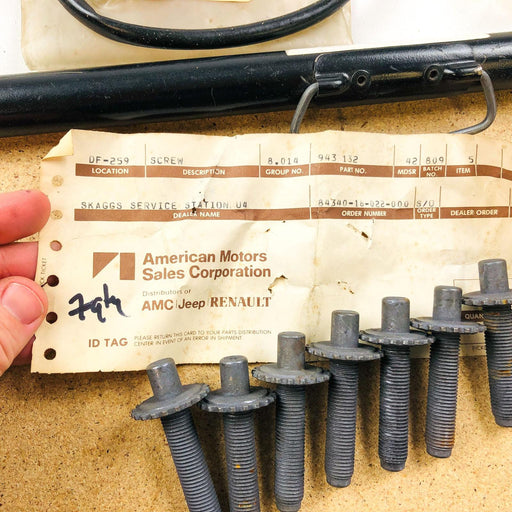 DF-259 SCREW 8.014 943 132 42 809 5
LOCATION DESCRIPTION GROUP NO. PART NO. MDSR BATCH NO. ITEM
SKAGGS SERVICE STATION 04 84340-16-022-000 S/O
DEALER NAME ORDER NUMBER ORDER TYPE DEALER ORDER
American Motors
Sales Corporation
Distributors of
AMC Jeep RENAULT
ID TAG PLEASE RETURN THIS CARD TO YOUR PARTS DISTRIBUTION
CENTER IN EVENT OF AN ERROR IN SHIPMENT.